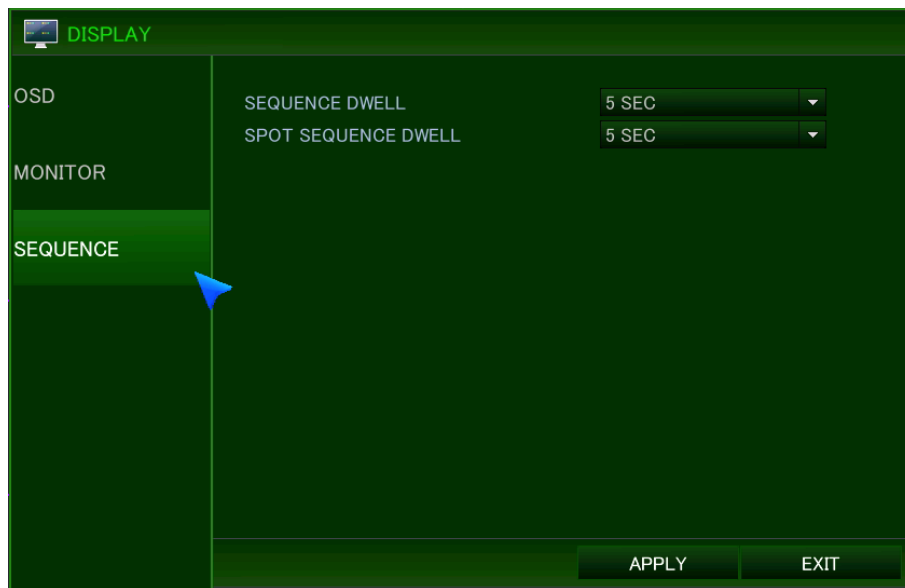 DISPLAY
OSD
MONITOR
SEQUENCE
SEQUENCE DWELL 5 SEC
SPOT SEQUENCE DWELL 5 SEC
APPLY EXIT